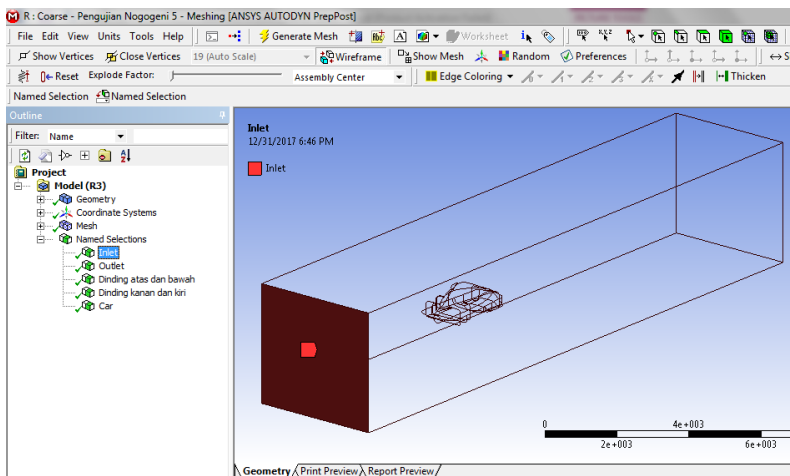 R : Coarse - Pengujian Nogogeni 5 - Meshing [ANSYS AUTODYN PrepPost]
File Edit View Units Tools Help Generate Mesh A Worksheet
Show Vertices Close Vertices 19 (Auto Scale) Wireframe Show Mesh Random Preferences S
Reset Explode Factor: Assembly Center Edge Coloring Thicken
Named Selection Named Selection
Outline
Filter: Name
Project
Model (R3)
Geometry
Coordinate Systems
Mesh
Named Selections
Inlet
Outlet
Dinding atas dan bawah
Dinding kanan dan kiri
Car
Inlet
12/31/2017 6:46 PM
Inlet
0 4e+003
2e+003 6e+003
Geometry Print Preview Report Preview